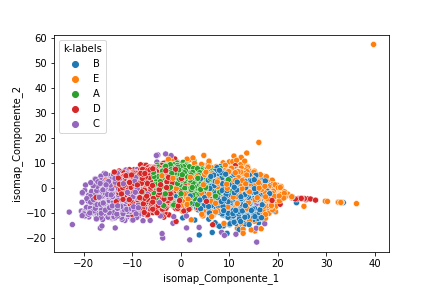 60
50
40
30
20
10
0
−10
−20
isomap_Componente_2
k-labels
B
E
A
D
C
−20 −10 0 10 20 30 40
isomap_Componente_1